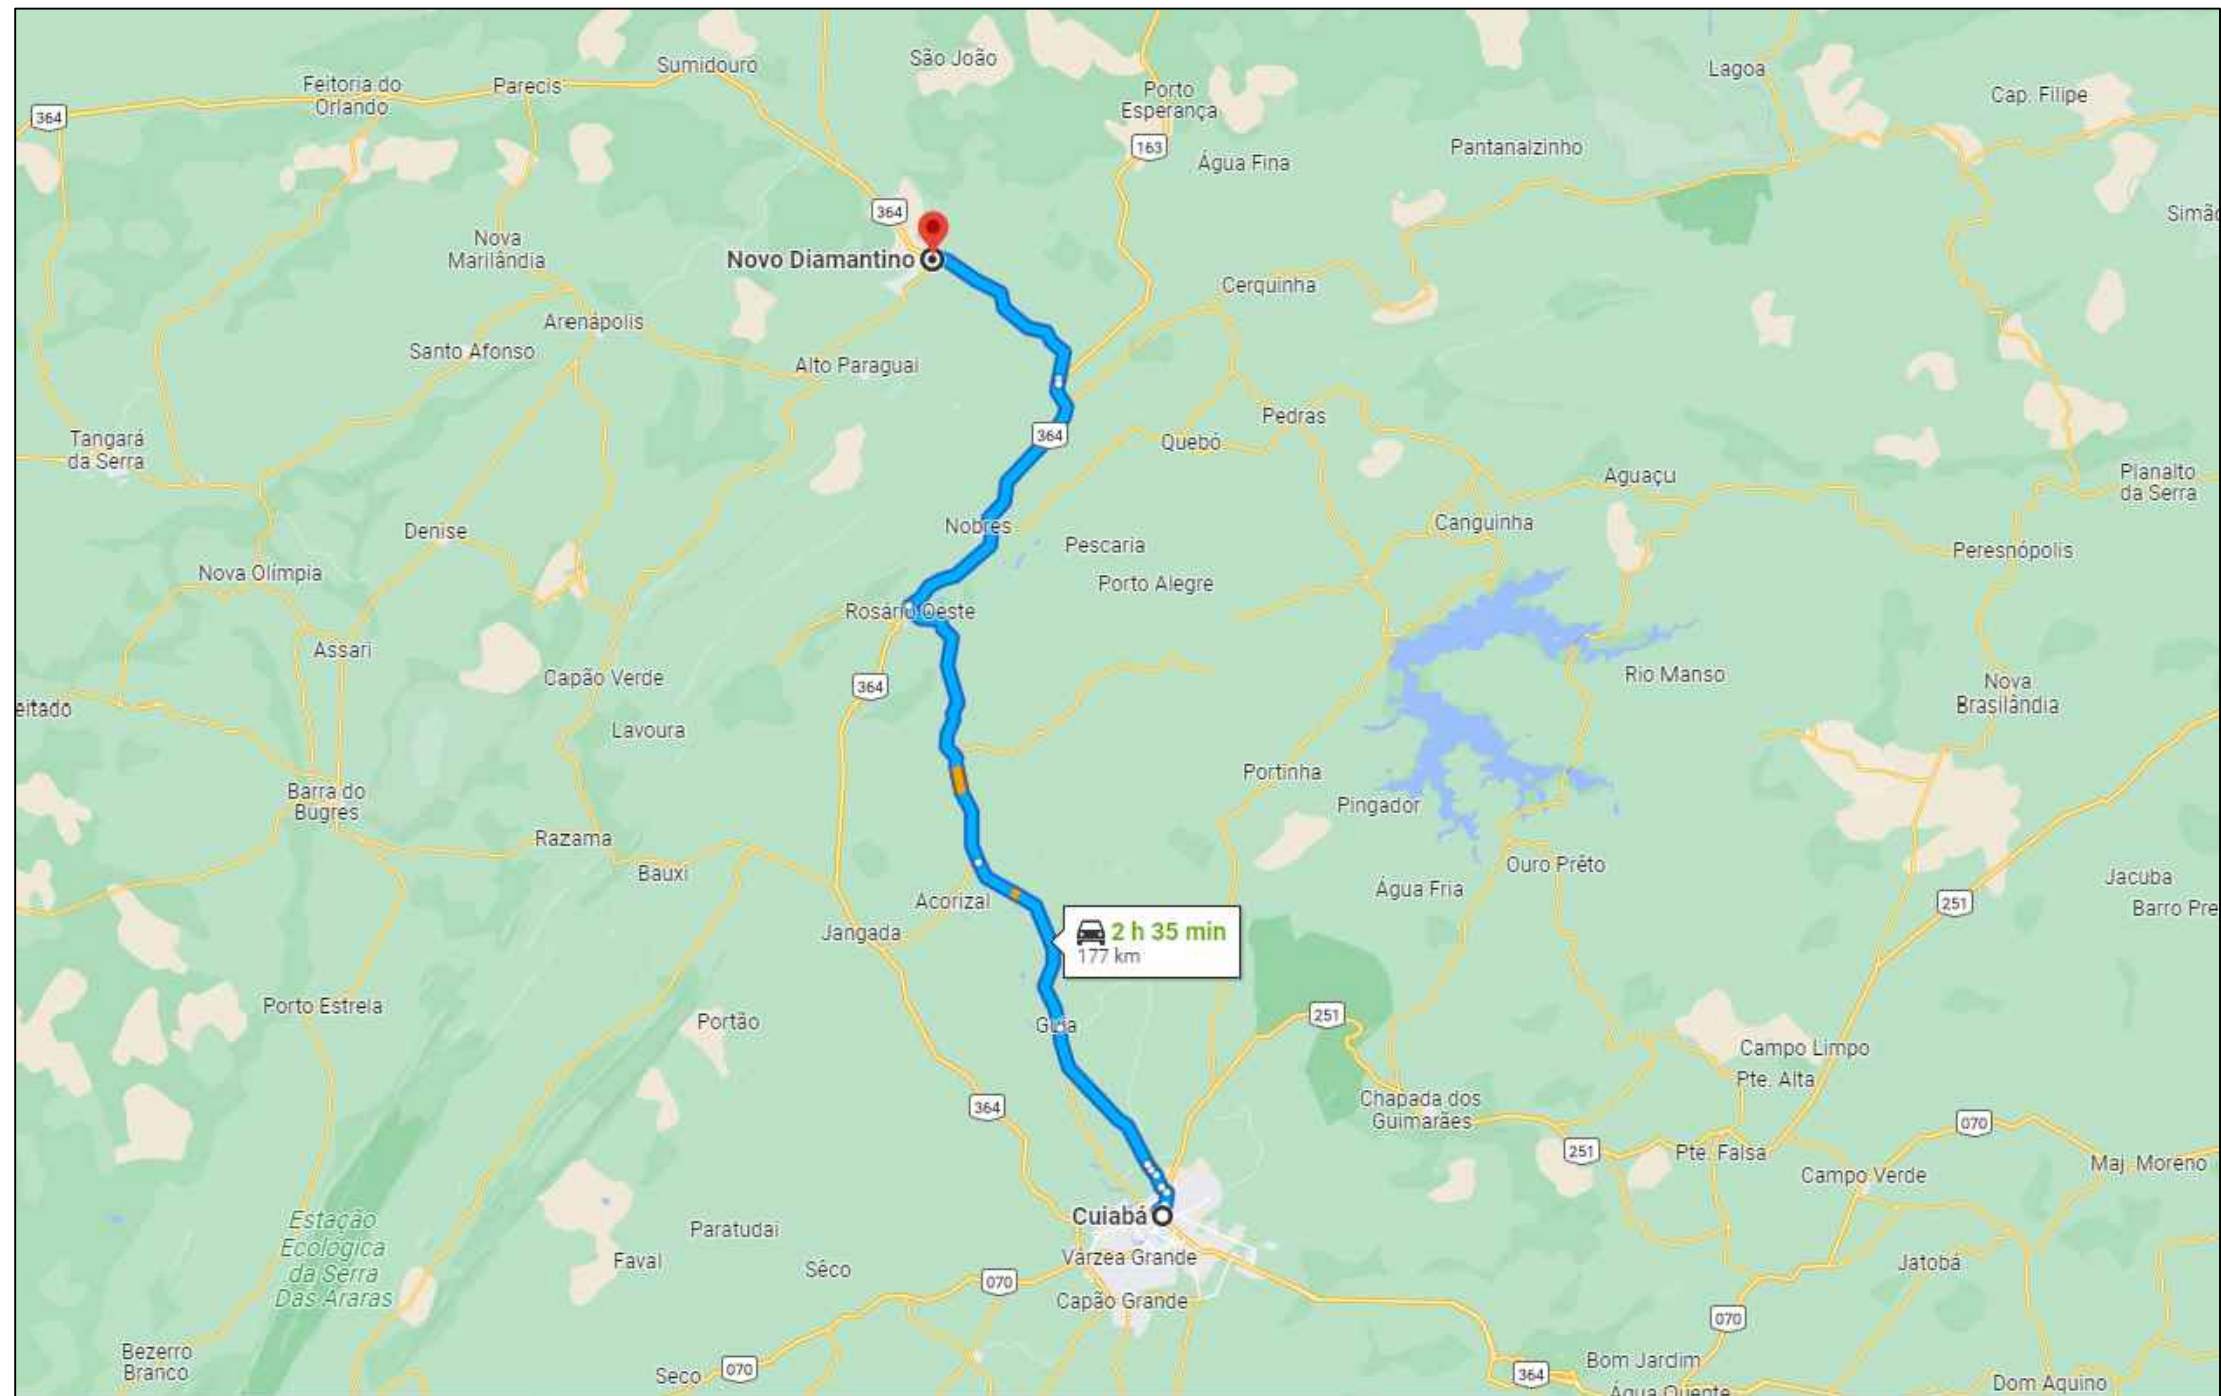 São João
Sumidouro
Lagoa
Feitoria do
Orlando
Parecis
Porto
Esperança
Cap. Filipe
364
163
Pantanalzinho
Água Fina
364
Nova
Marilândia
Novo Diamantino
Cerquinha
Arenápolis
Santo Afonso
Alto Paraguai
Pedras
Tangará
da Serra
364
Quebó
Aguaçu
Planalto
da Serra
Denise
Nobres
Canguinha
Pescaria
Peresnópolis
Nova Olímpia
Porto Alegre
Rosário Oeste
Assari
Capão Verde
364
Rio Manso
Nova
Brasilândia
eitado
Lavoura
Portinha
Barra do
Bugres
Pingador
Razama
Bauxi
Ouro Prêto
Água Fria
Jacuba
Acorizal
251
Barro Pre
Jangada
2 h 35 min
177 km
Porto Estrela
Portão
Guia
251
Campo Limpo
Pte. Alta
364
Chapada dos
Guimarães
070
251
Pte. Falsa
Maj. Moreno
Campo Verde
Estação
Ecológica
da Serra
Das Araras
Paratudai
Cuiabá
Várzea Grande
Faval
Sêco
070
Jatobá
Capão Grande
070
Bezerro
Branco
Seco
070
364
Bom Jardim
Água Quente
Dom Aquino